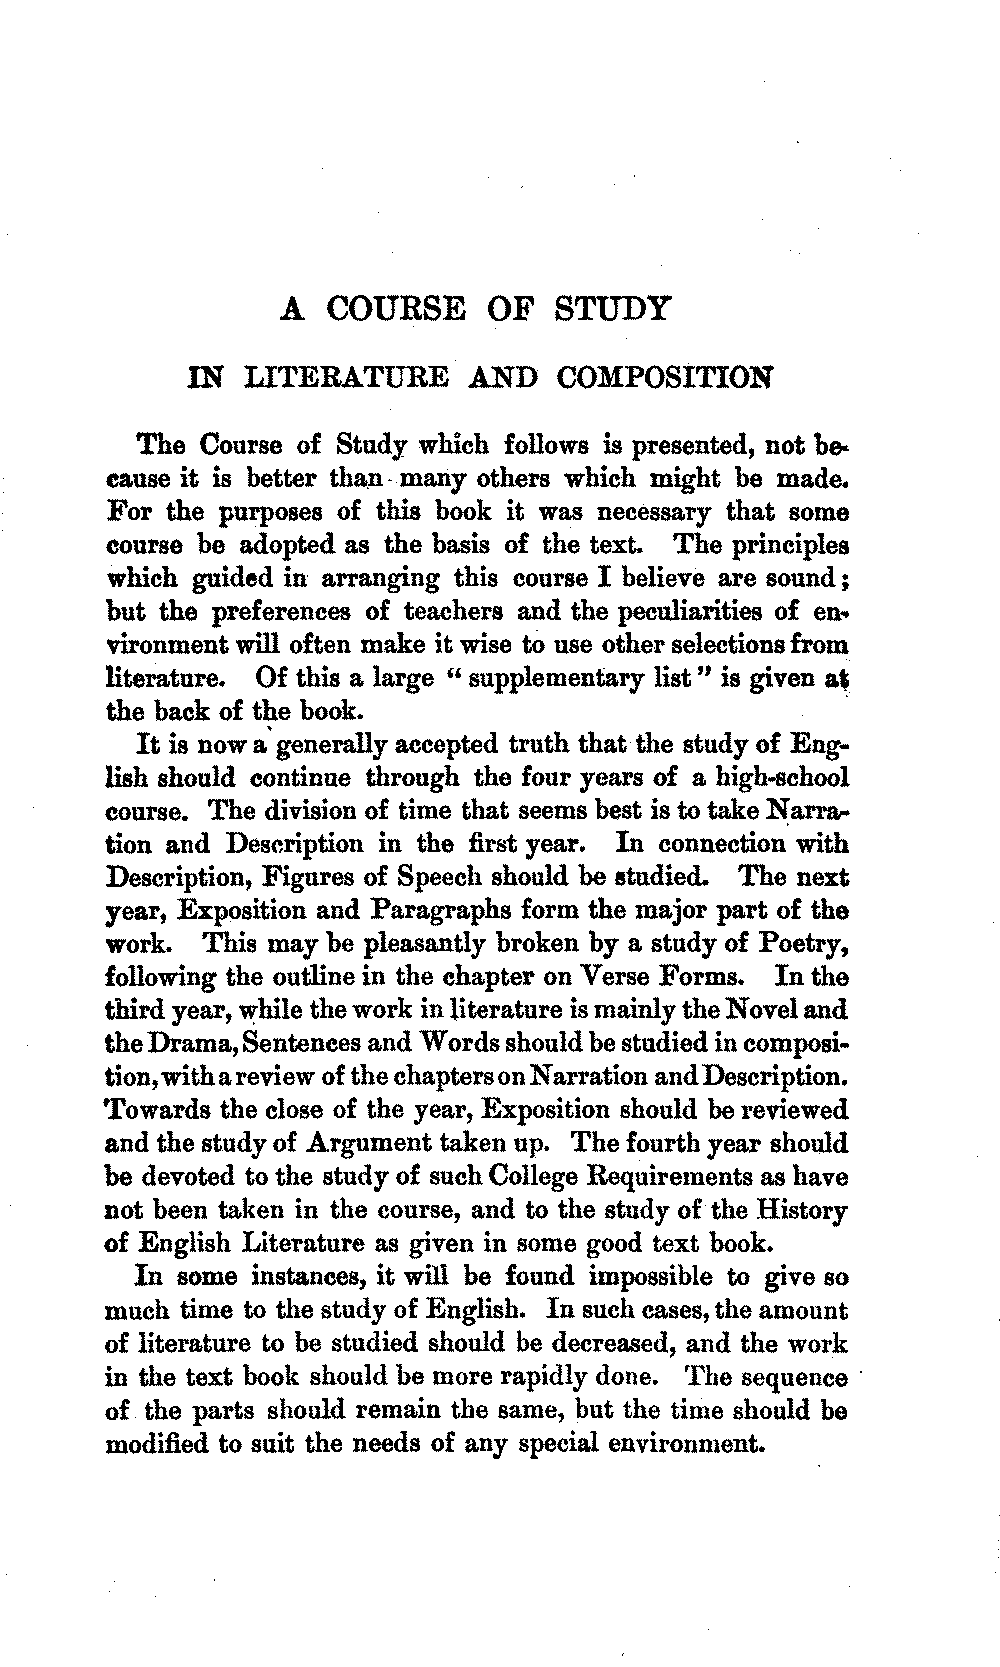 A COURSE OF STUDY
IN LITERATURE AND COMPOSITION
The Course of Study which follows is presented, not be-
cause it is better than many others which might be made.
For the purposes of this book it was necessary that some
course be adopted as the basis of the text. The principles
which guided in arranging this course I believe are sound;
but the preferences of teachers and the peculiarities of en-
vironment will often make it wise to use other selections from
literature. Of this a large “supplementary list” is given at
the back of the book.
It is now a generally accepted truth that the study of Eng-
lish should continue through the four years of a high-school
course. The division of time that seems best is to take Narra-
tion and Description in the first year. In connection with
Description, Figures of Speech should be studied. The next
year, Exposition and Paragraphs form the major part of the
work. This may be pleasantly broken by a study of Poetry,
following the outline in the chapter on Verse Forms. In the
third year, while the work in literature is mainly the Novel and
the Drama, Sentences and Words should be studied in composi-
tion, with a review of the chapters on Narration and Description.
Towards the close of the year, Exposition should be reviewed
and the study of Argument taken up. The fourth year should
be devoted to the study of such College Requirements as have
not been taken in the course, and to the study of the History
of English Literature as given in some good text book.
In some instances, it will be found impossible to give so
much time to the study of English. In such cases, the amount
of literature to be studied should be decreased, and the work
in the text book should be more rapidly done. The sequence
of the parts should remain the same, but the time should be
modified to suit the needs of any special environment.